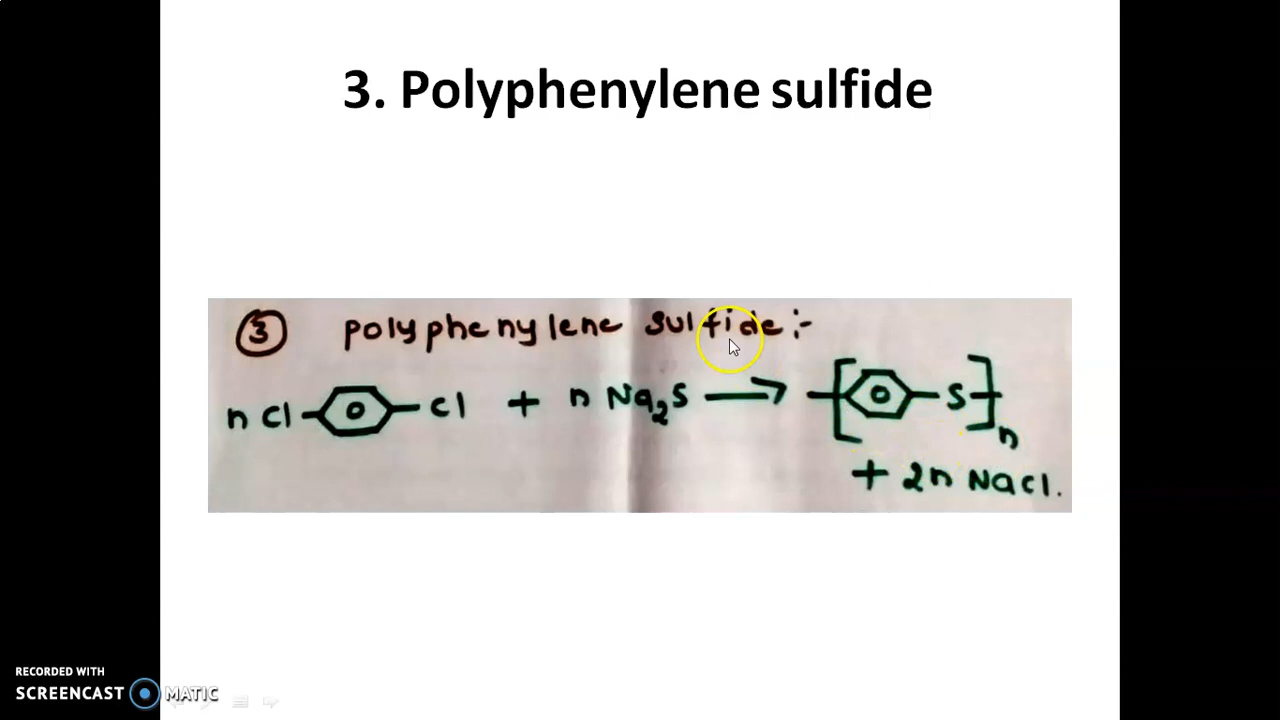 3. Polyphenylene sulfide
③ polyphenylene sulfide :-
n Cl-⌬-Cl + n Na₂S ⟶ -[-⌬-S-]-ₙ
+ 2n NaCl.
RECORDED WITH
SCREENCAST MATIC